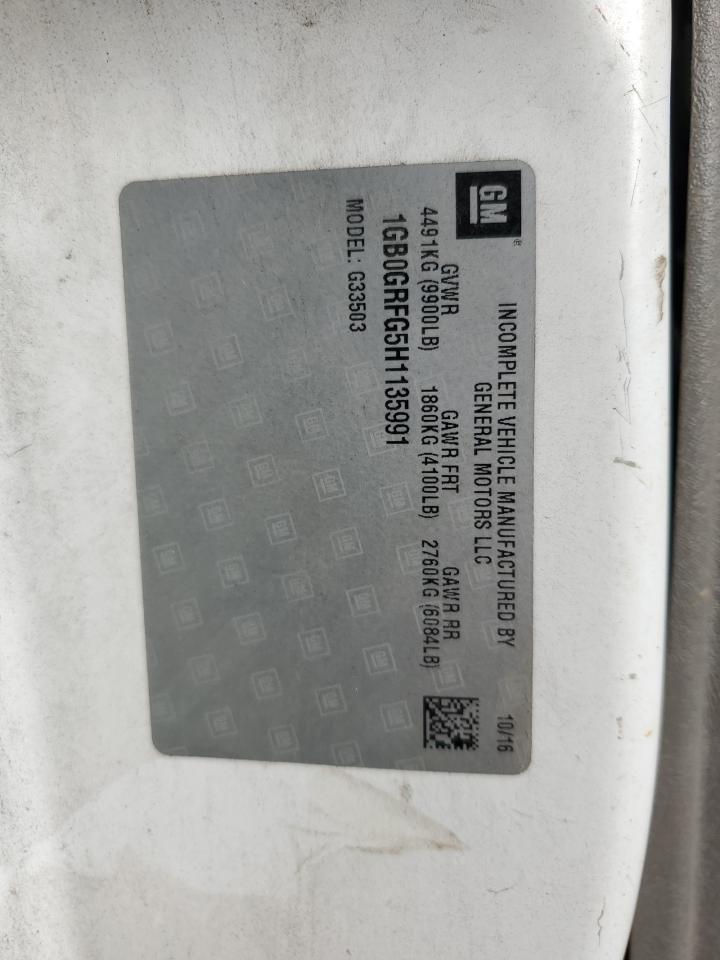 GM®
INCOMPLETE VEHICLE MANUFACTURED BY 10/16
GENERAL MOTORS LLC
GVWR GAWR FRT GAWR RR
4491KG (9900LB) 1860KG (4100LB) 2760KG (6084LB)
1GB0GRFG5H1135991
MODEL: G33503